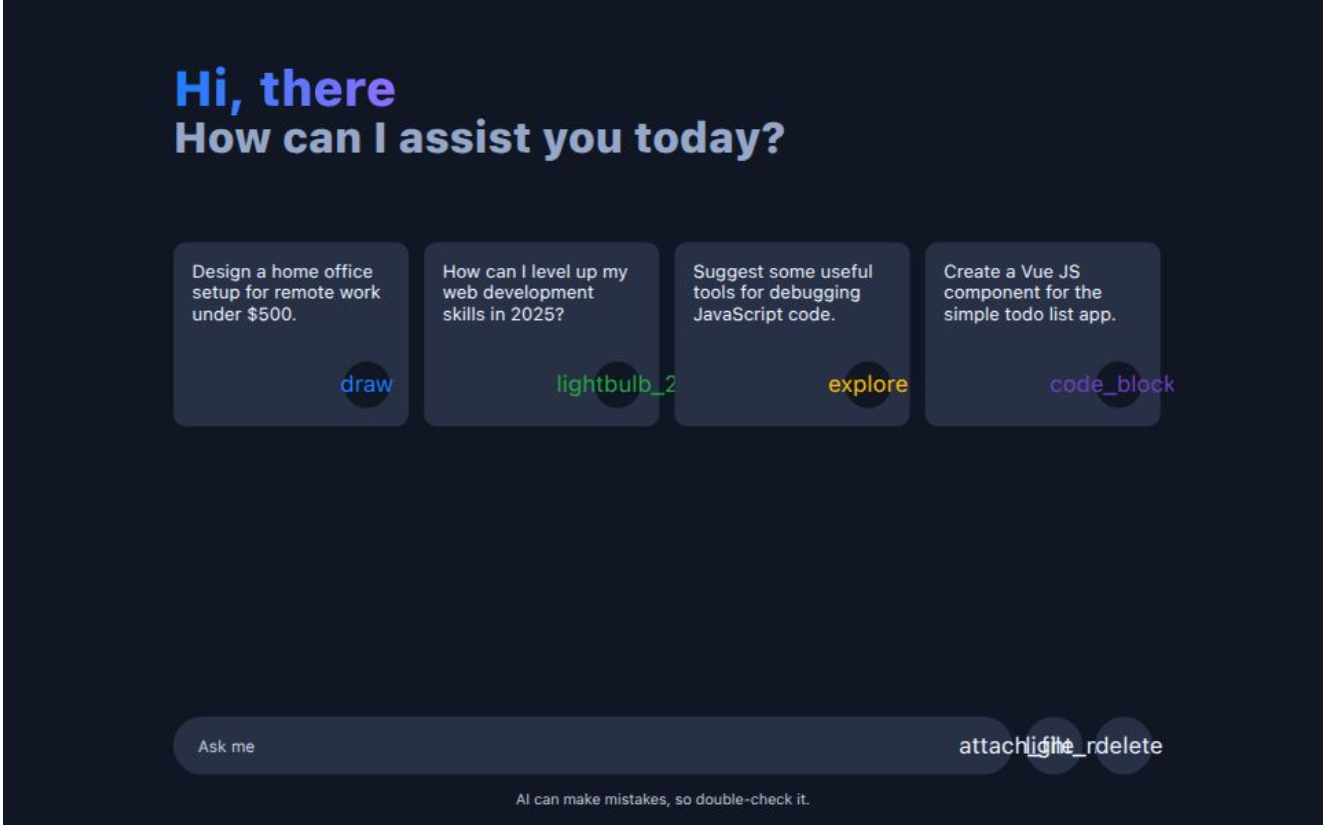 Hi, there
How can I assist you today?
Design a home office
setup for remote work
under $500.
draw
How can I level up my
web development
skills in 2025?
lightbulb_2
Suggest some useful
tools for debugging
JavaScript code.
explore
Create a Vue JS
component for the
simple todo list app.
code_block
Ask me
delete
AI can make mistakes, so double-check it.